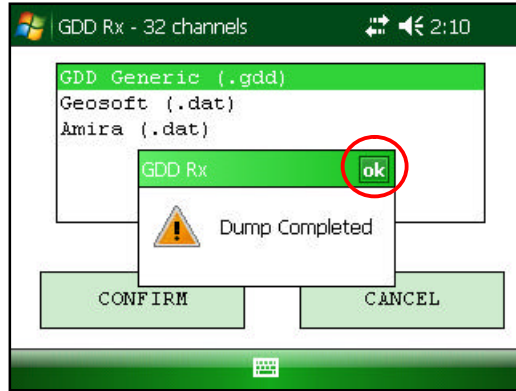 GDD Rx - 32 channels 2:10
GDD Generic (.gdd)
Geosoft (.dat)
Amira (.dat)
GDD Rx ok
Dump Completed
CONFIRM CANCEL